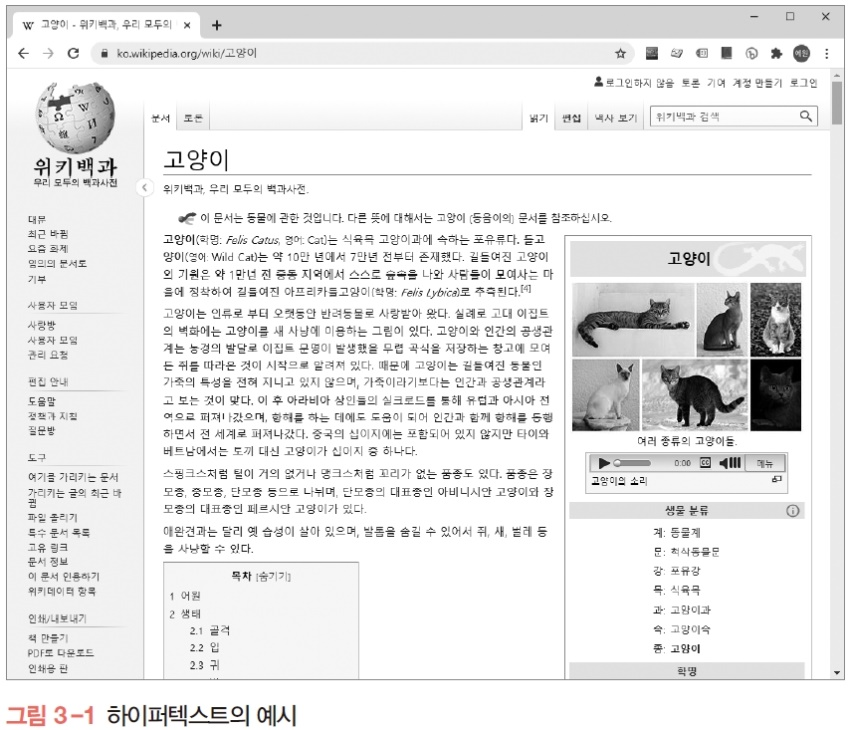 고양이 - 위키백과, 우리 모두의
ko.wikipedia.org/wiki/고양이
로그인하지 않음 토론 기여 계정 만들기 로그인
문서 토론 읽기 편집 역사 보기 위키백과 검색
위키백과
우리 모두의 백과사전
대문
최근 바뀜
요즘 화제
임의의 문서로
기부
사용자 모임
사랑방
사용자 모임
관리 요청
편집 안내
도움말
정책과 지침
질문방
도구
여기를 가리키는 문서
가리키는 글의 최근 바
뀜
파일 올리기
특수 문서 목록
고유 링크
문서 정보
이 문서 인용하기
위키데이터 항목
인쇄/내보내기
책 만들기
PDF로 다운로드
인쇄용 판
고양이
위키백과, 우리 모두의 백과사전.
이 문서는 동물에 관한 것입니다. 다른 뜻에 대해서는 고양이 (동음이의) 문서를 참조하십시오.
고양이(학명: Felis Catus, 영어: Cat)는 식육목 고양이과에 속하는 포유류다. 들고
양이(영어: Wild Cat)는 약 10만 년에서 7만년 전부터 존재했다. 길들여진 고양이
의 기원은 약 1만년 전 중동 지역에서 스스로 숲속을 나와 사람들이 모여사는 마
을에 정착하여 길들여진 아프리카들고양이(학명: Felis Lybica)로 추측된다.[4]
고양이는 인류로 부터 오랫동안 반려동물로 사랑받아 왔다. 실례로 고대 이집트
의 벽화에는 고양이를 새 사냥에 이용하는 그림이 있다. 고양이와 인간의 공생관
계는 농경의 발달로 이집트 문명이 발생했을 무렵 곡식을 저장하는 창고에 모여
든 쥐를 따라온 것이 시작으로 알려져 있다. 때문에 고양이는 길들여진 동물인
가축의 특성을 전혀 지니고 있지 않으며, 가축이라기보다는 인간과 공생관계라
고 보는 것이 맞다. 이 후 아라비아 상인들의 실크로드를 통해 유럽과 아시아 전
역으로 퍼져나갔으며, 항해를 하는 데에도 도움이 되어 인간과 함께 항해를 동행
하면서 전 세계로 퍼져나갔다. 중국의 십이지에는 포함되어 있지 않지만 타이와
베트남에서는 토끼 대신 고양이가 십이지 중 하나다.
스핑크스처럼 털이 거의 없거나 맹크스처럼 꼬리가 없는 품종도 있다. 품종은 장
모종, 중모종, 단모종 등으로 나뉘며, 단모종의 대표종인 아비니시안 고양이와 장
모종의 대표종인 페르시안 고양이가 있다.
애완견과는 달리 옛 습성이 살아 있으며, 발톱을 숨길 수 있어서 쥐, 새, 벌레 등
을 사냥할 수 있다.
목차 [숨기기]
1 어원
2 생태
2.1 골격
2.2 입
2.3 귀
고양이
여러 종류의 고양이들.
0:00 메뉴
고양이의 소리
생물 분류
계: 동물계
문: 척삭동물문
강: 포유강
목: 식육목
과: 고양이과
속: 고양이속
종: 고양이
학명
그림 3-1 하이퍼텍스트의 예시